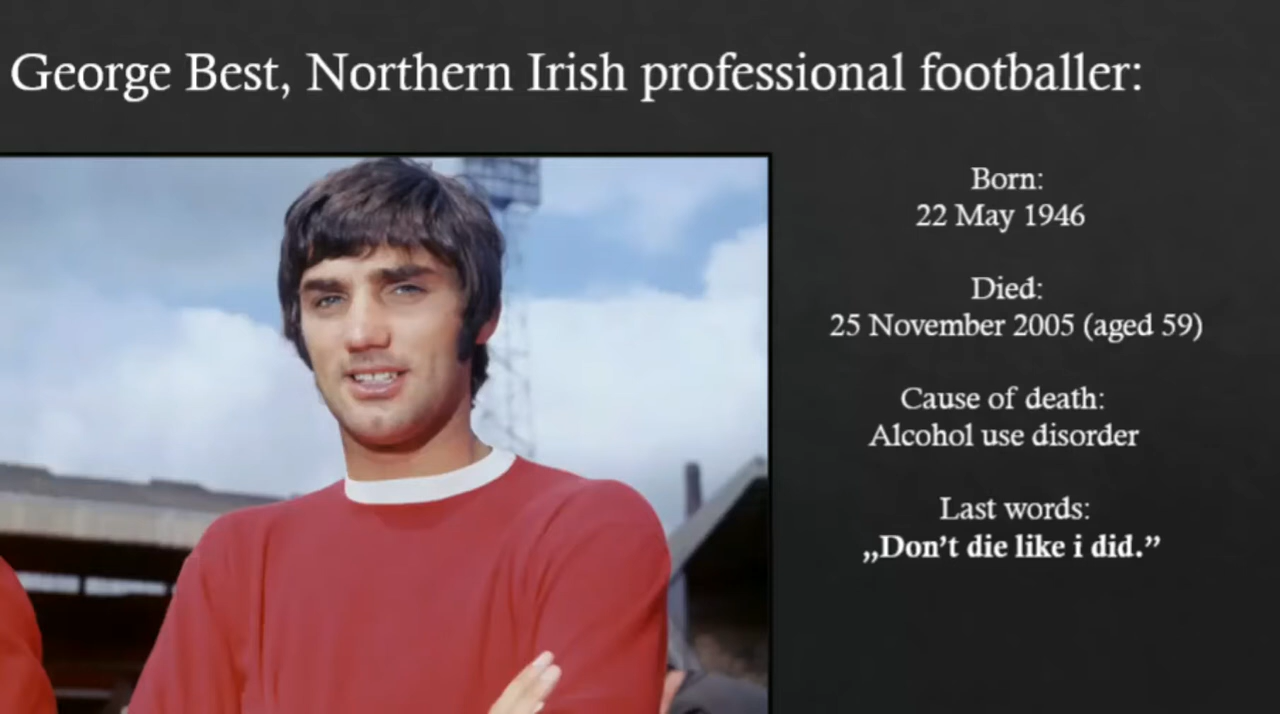 George Best, Northern Irish professional footballer:
Born:
22 May 1946
Died:
25 November 2005 (aged 59)
Cause of death:
Alcohol use disorder
Last words:
„Don’t die like i did.”